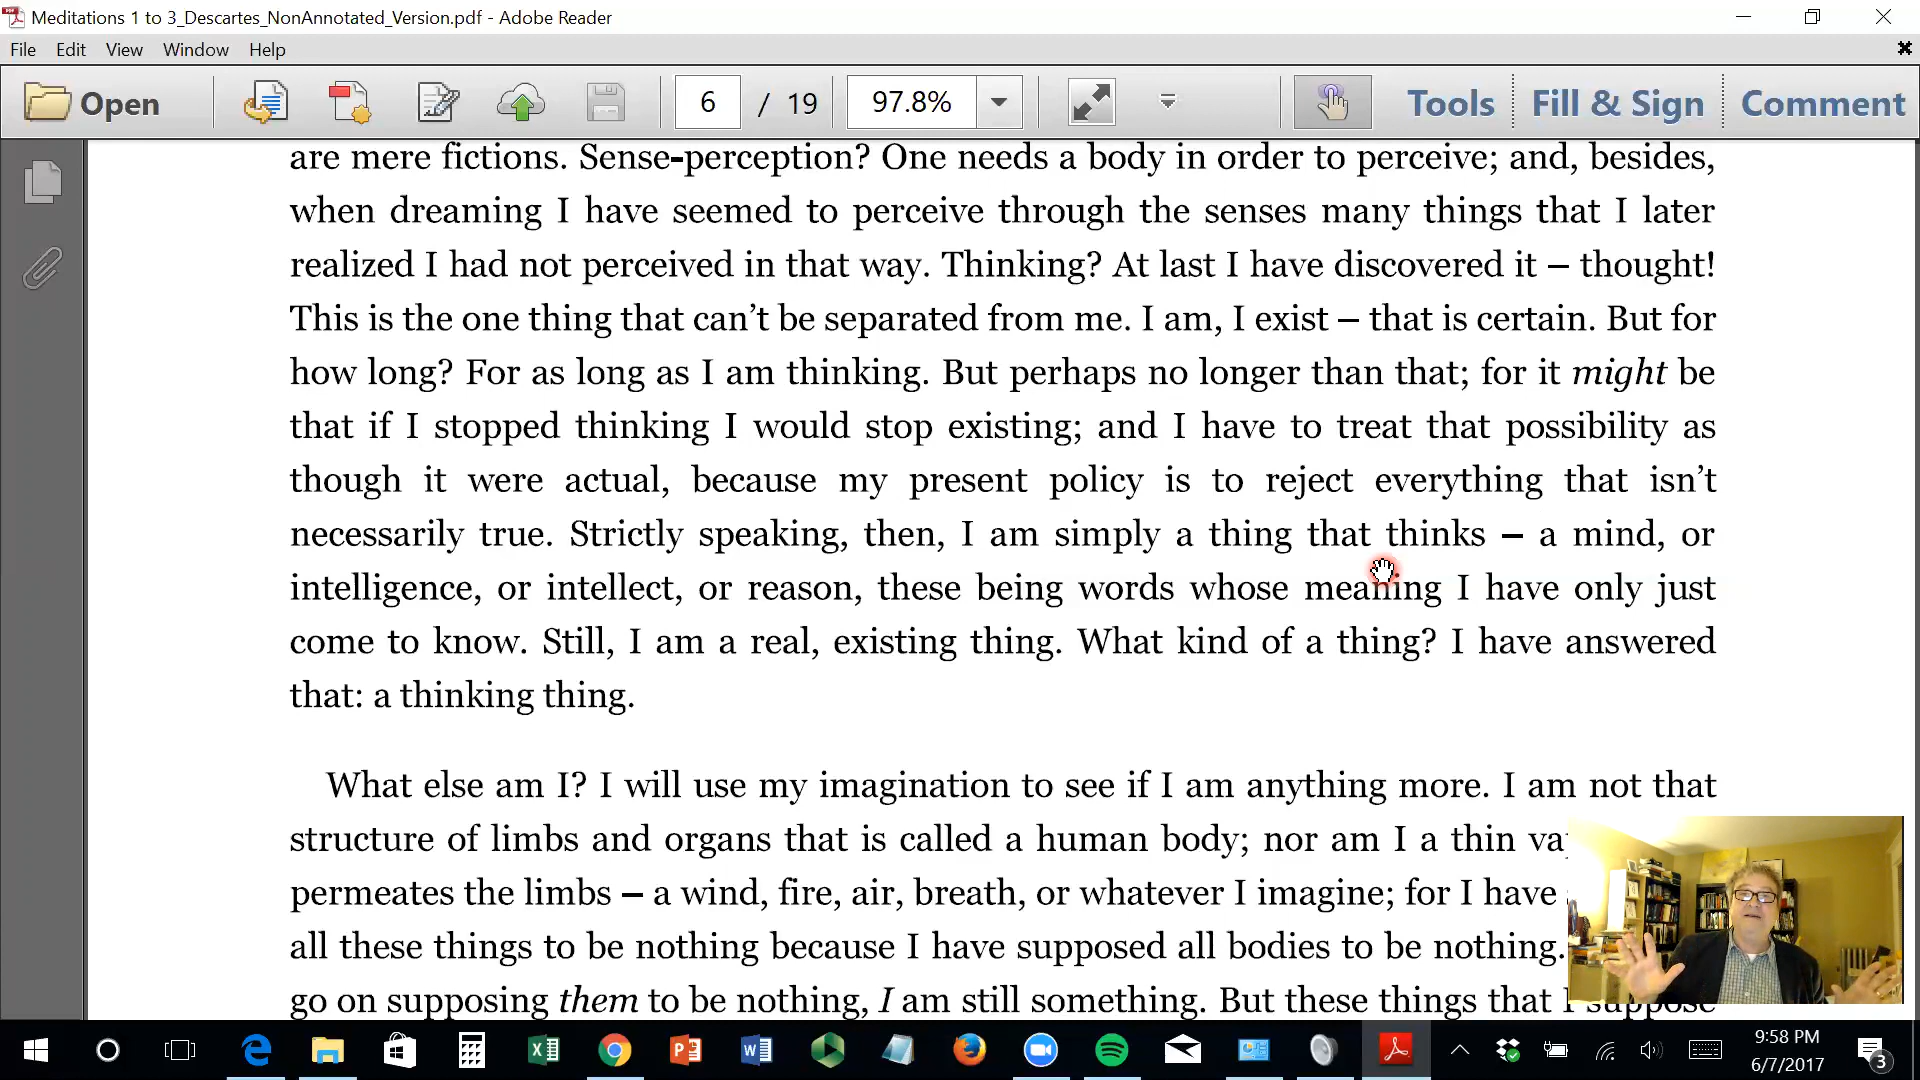 Meditations 1 to 3_Descartes_NonAnnotated_Version.pdf - Adobe Reader
File Edit View Window Help
Open 6 / 19 97.8% Tools Fill & Sign Comment
are mere fictions. Sense-perception? One needs a body in order to perceive; and, besides,
when dreaming I have seemed to perceive through the senses many things that I later
realized I had not perceived in that way. Thinking? At last I have discovered it – thought!
This is the one thing that can’t be separated from me. I am, I exist – that is certain. But for
how long? For as long as I am thinking. But perhaps no longer than that; for it might be
that if I stopped thinking I would stop existing; and I have to treat that possibility as
though it were actual, because my present policy is to reject everything that isn’t
necessarily true. Strictly speaking, then, I am simply a thing that thinks – a mind, or
intelligence, or intellect, or reason, these being words whose meaning I have only just
come to know. Still, I am a real, existing thing. What kind of a thing? I have answered
that: a thinking thing.
What else am I? I will use my imagination to see if I am anything more. I am not that
structure of limbs and organs that is called a human body; nor am I a thin
permeates the limbs – a wind, fire, air, breath, or whatever I imagine; for I have
all these things to be nothing because I have supposed all bodies to be nothing.
go on supposing them to be nothing, I am still something. But these things that I suppose
9:58 PM
6/7/2017
3